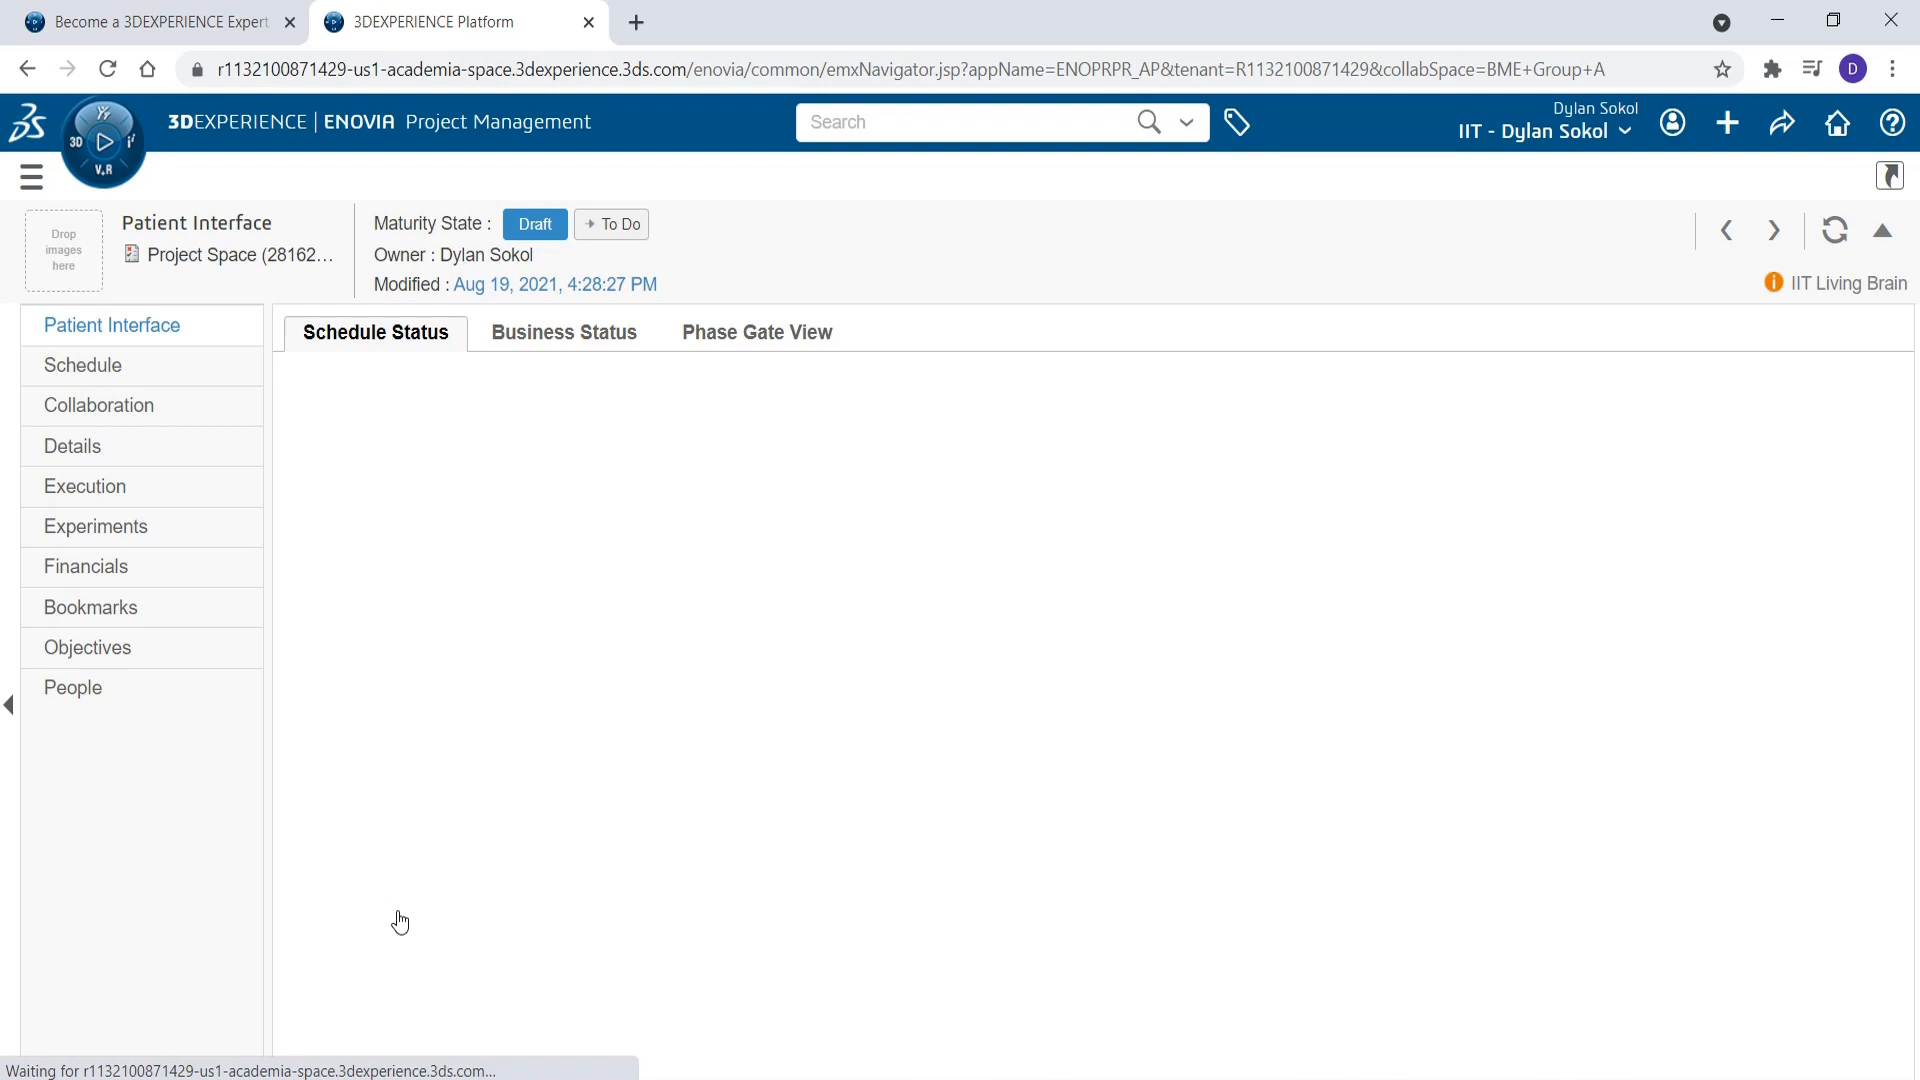 Become a 3DEXPERIENCE Expert
3DEXPERIENCE Platform
r1132100871429-us1-academia-space.3dexperience.3ds.com/enovia/common/emxNavigator.jsp?appName=ENOPRPR_AP&tenant=R1132100871429&collabSpace=BME+Group+A
D
3DEXPERIENCE | ENOVIA Project Management
Search
Dylan Sokol
IIT - Dylan Sokol
3D
V.R
Drop
images
here
Patient Interface
Project Space (28162...
Maturity State : Draft To Do
Owner : Dylan Sokol
Modified : Aug 19, 2021, 4:28:27 PM
IIT Living Brain
Patient Interface
Schedule
Collaboration
Details
Execution
Experiments
Financials
Bookmarks
Objectives
People
Schedule Status
Business Status
Phase Gate View
Waiting for r1132100871429-us1-academia-space.3dexperience.3ds.com...